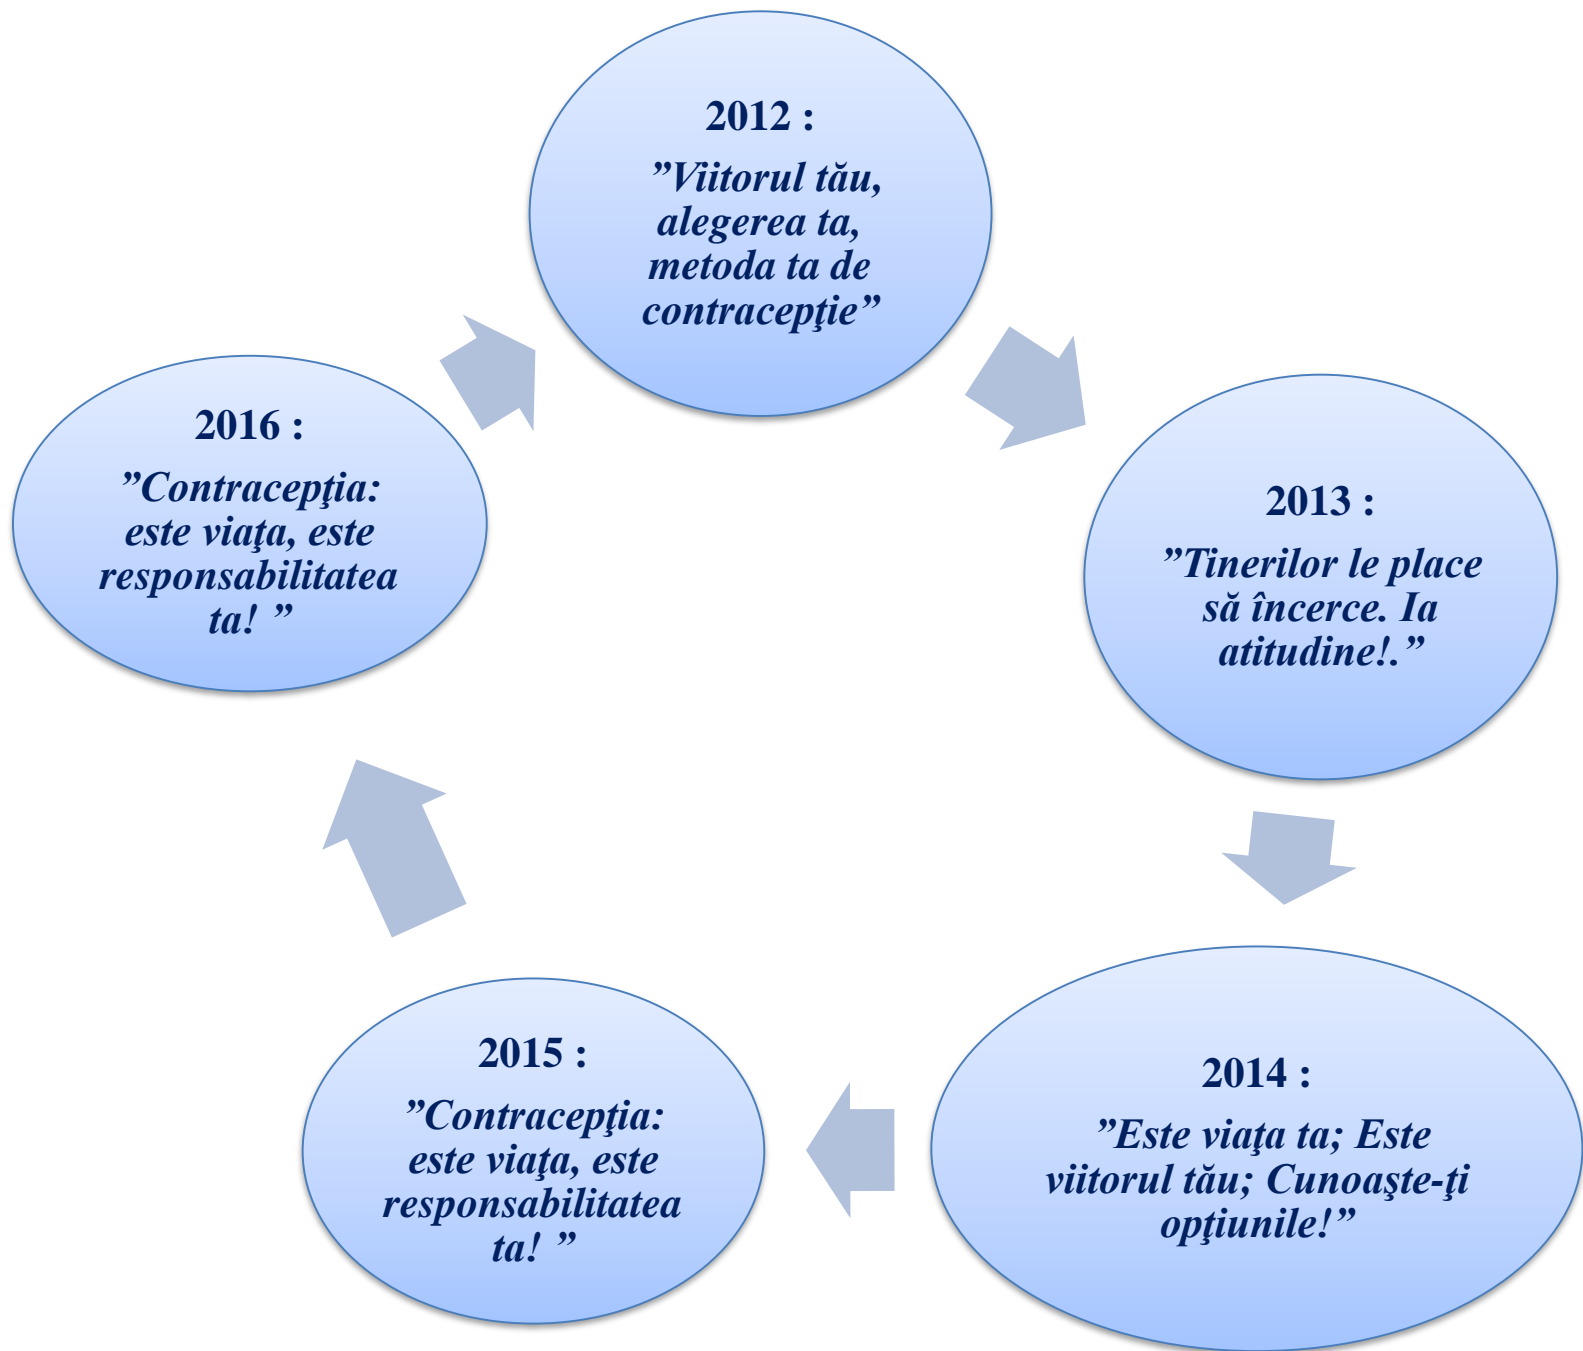 2012 :
”Viitorul tău,
alegerea ta,
metoda ta de
contracepţie”
2013 :
”Tinerilor le place
să încerce. Ia
atitudine!.”
2014 :
”Este viaţa ta; Este
viitorul tău; Cunoaşte-ţi
opţiunile!”
2015 :
”Contracepţia:
este viaţa, este
responsabilitatea
ta! ”
2016 :
”Contracepţia:
este viaţa, este
responsabilitatea
ta! ”